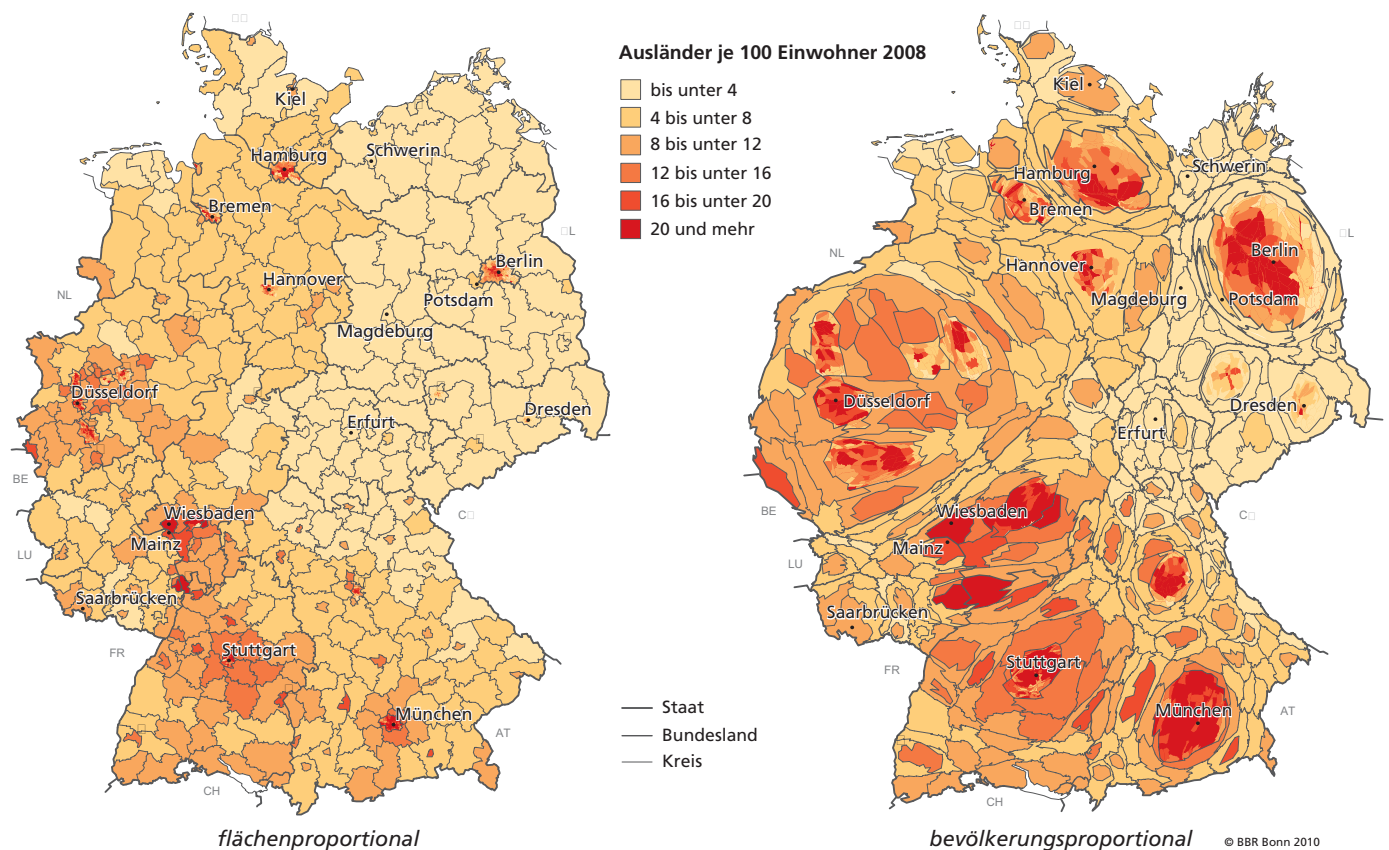 Ausländer je 100 Einwohner 2008
bis unter 4
4 bis unter 8
8 bis unter 12
12 bis unter 16
16 bis unter 20
20 und mehr
Kiel
Hamburg
Schwerin
Bremen
Berlin
Hannover
Potsdam
Magdeburg
NL
Düsseldorf
Dresden
Erfurt
BE
Wiesbaden
Mainz
LU
Saarbrücken
FR
Stuttgart
München
AT
CH
Staat
Bundesland
Kreis
flächenproportional
Kiel
Schwerin
Hamburg
Bremen
L
L
NL
Berlin
Hannover
Magdeburg
Potsdam
Düsseldorf
Dresden
Erfurt
C
BE
Wiesbaden
C
Mainz
LU
Saarbrücken
FR
Stuttgart
München
AT
CH
bevölkerungsproportional
© BBR Bonn 2010